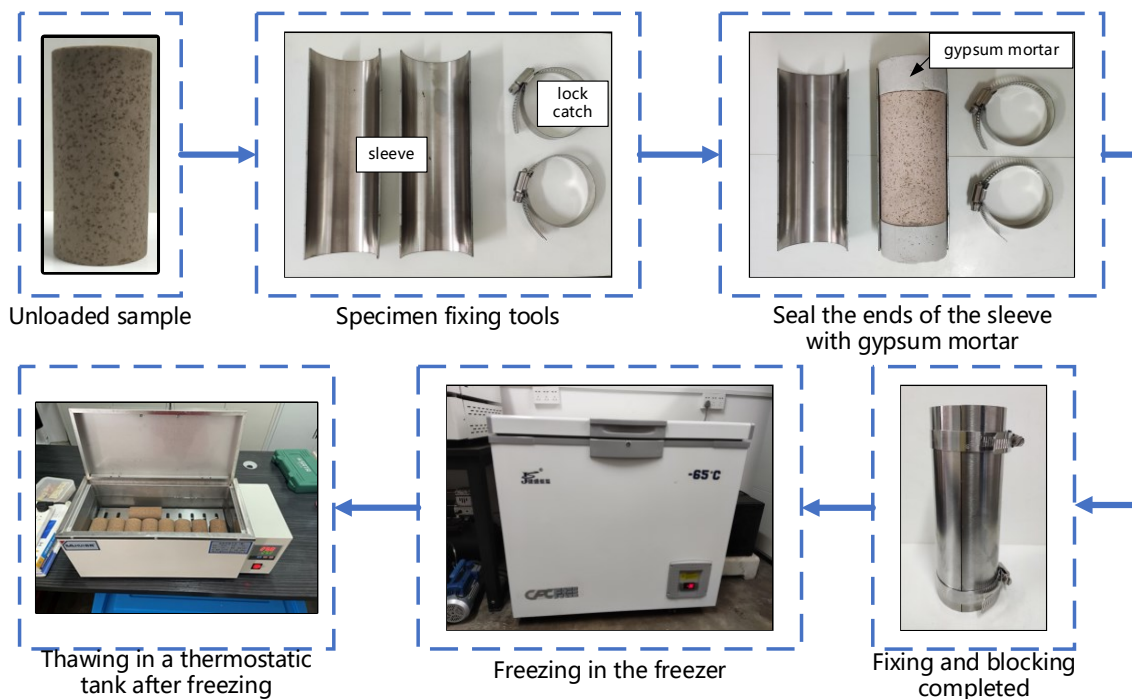 gypsum mortar
lock
catch
sleeve
Unloaded sample
Specimen fixing tools
Seal the ends of the sleeve
with gypsum mortar
-65°C
Thawing in a thermostatic
tank after freezing
Freezing in the freezer
Fixing and blocking
completed